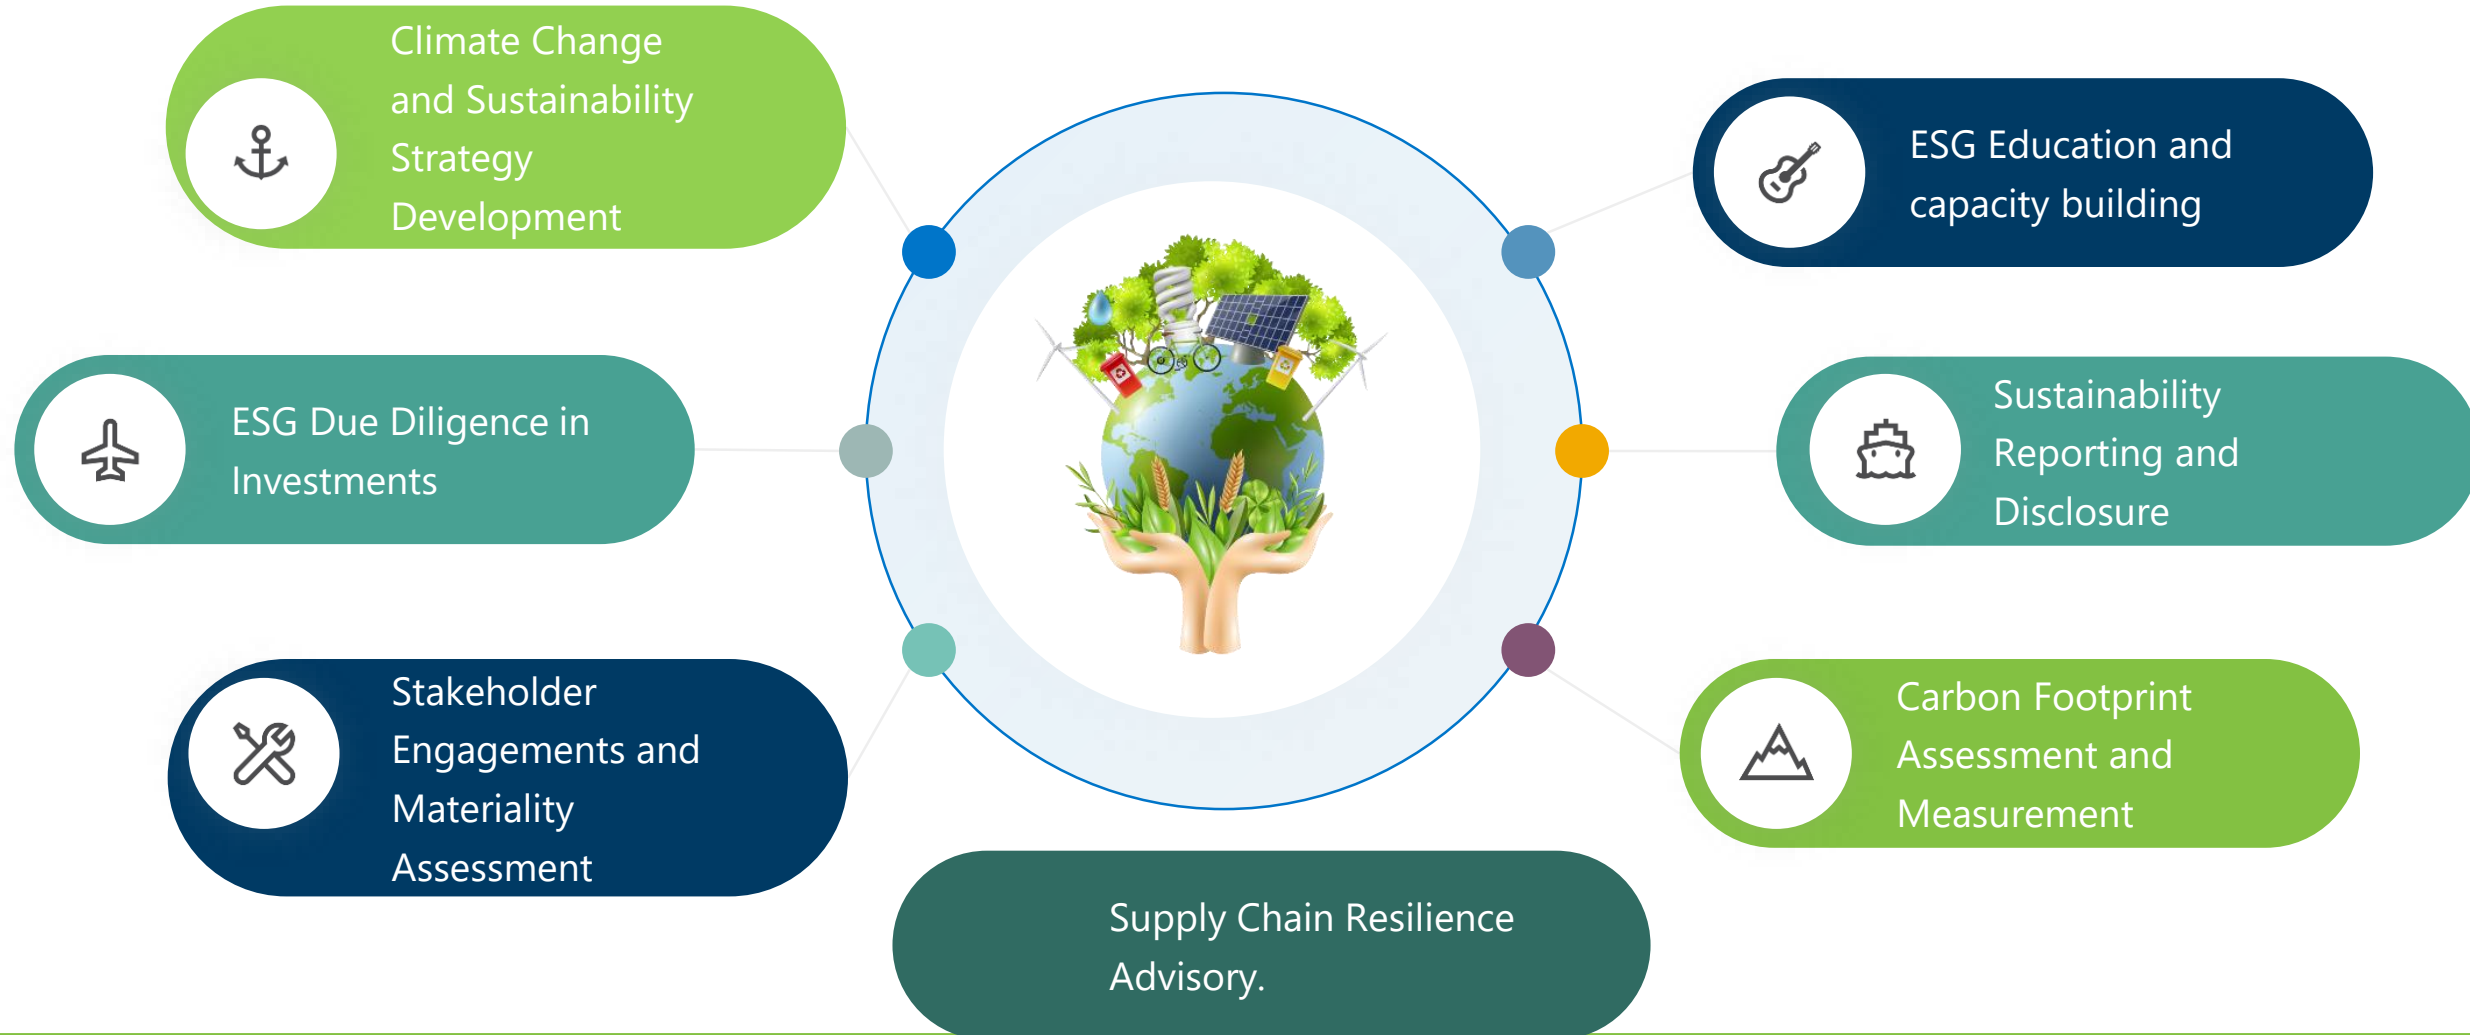 Climate Change
and Sustainability
Strategy
Development
ESG Due Diligence in
Investments
Stakeholder
Engagements and
Materiality
Assessment
ESG Education and
capacity building
Sustainability
Reporting and
Disclosure
Carbon Footprint
Assessment and
Measurement
Supply Chain Resilience
Advisory.